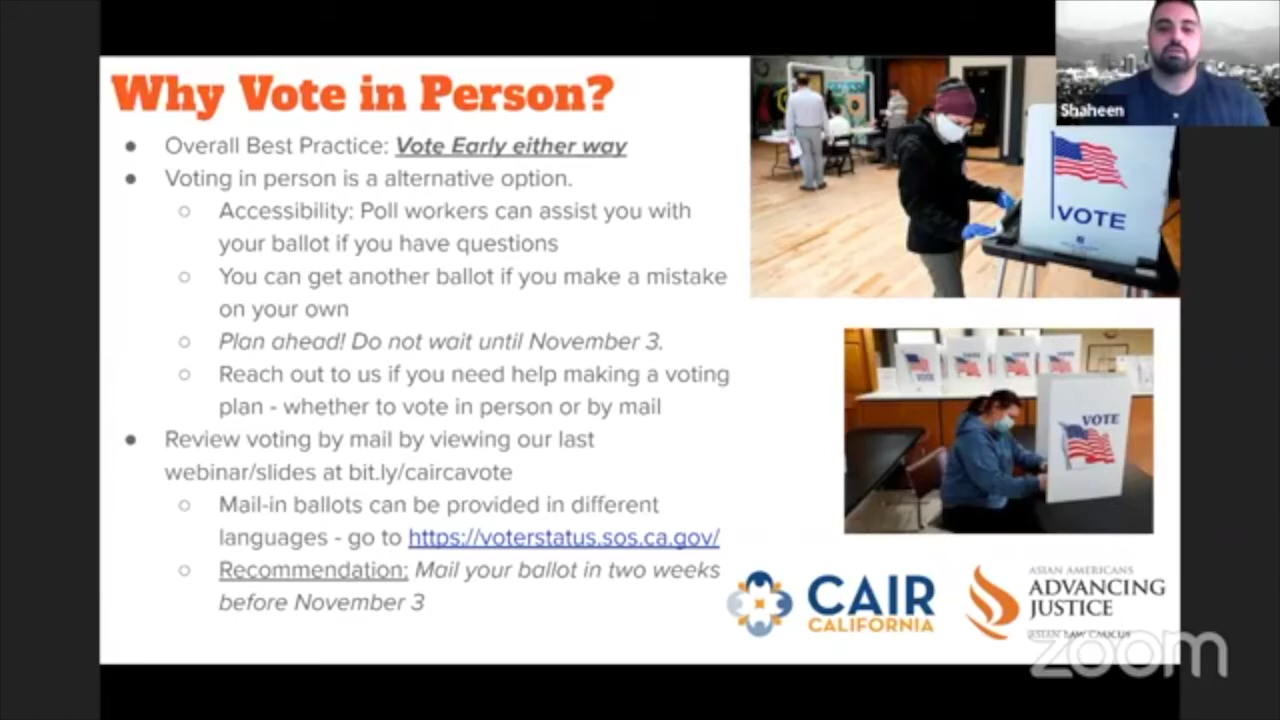 Why Vote in Person?
● Overall Best Practice: Vote Early either way
● Voting in person is a alternative option.
○ Accessibility: Poll workers can assist you with
your ballot if you have questions
○ You can get another ballot if you make a mistake
on your own
○ Plan ahead! Do not wait until November 3.
○ Reach out to us if you need help making a voting
plan - whether to vote in person or by mail
● Review voting by mail by viewing our last
webinar/slides at bit.ly/caircavote
○ Mail-in ballots can be provided in different
languages - go to https://voterstatus.sos.ca.gov/
○ Recommendation: Mail your ballot in two weeks
before November 3
Shaheen
VOTE
VOTE
CAIR
CALIFORNIA
ASIAN AMERICANS
ADVANCING
JUSTICE
ASIAN LAW CAUCUS
zoom